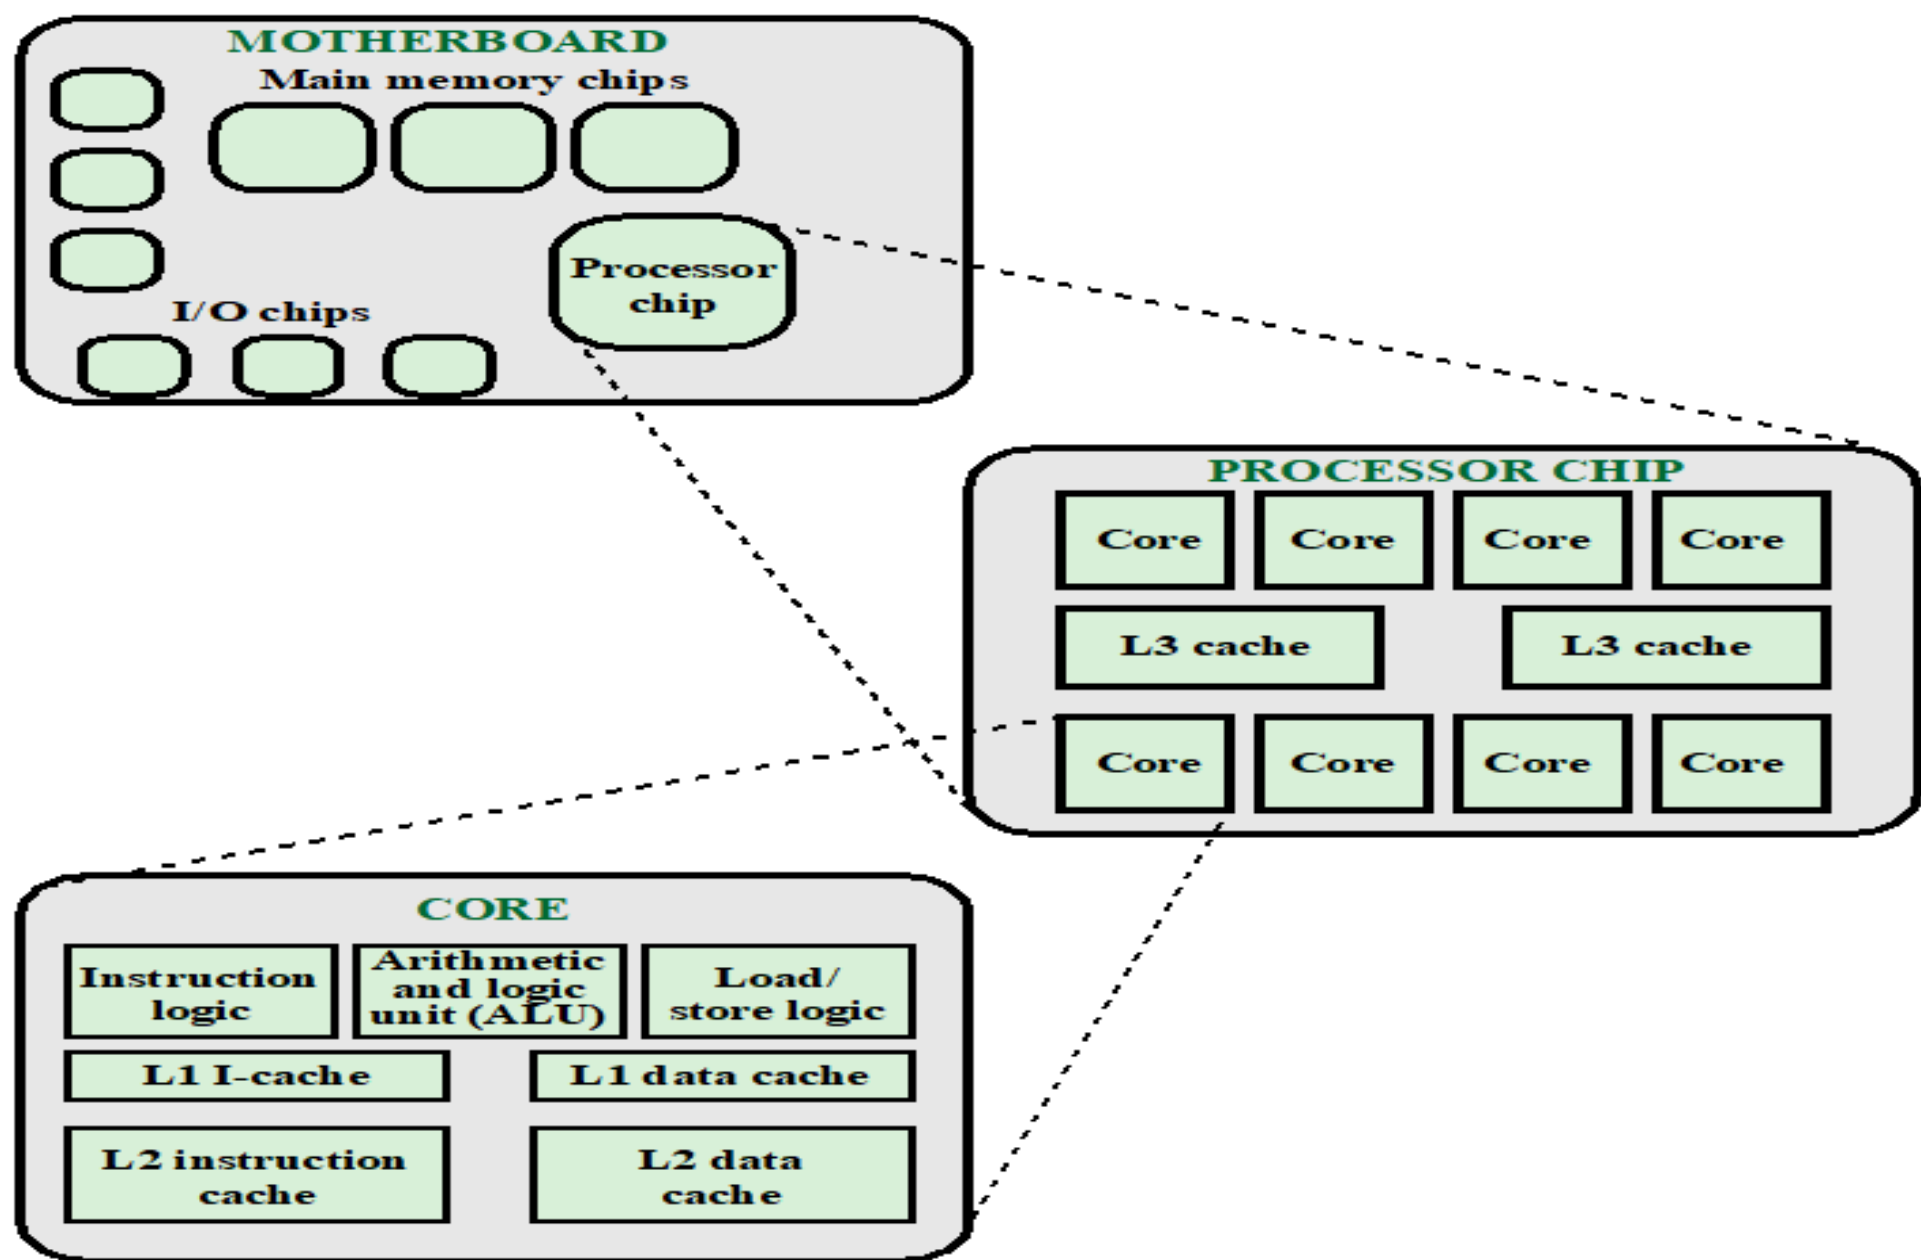 MOTHERBOARD
Main memory chips
Processor
chip
I/O chips
PROCESSOR CHIP
Core
Core
Core
Core
L3 cache
L3 cache
Core
Core
Core
Core
CORE
Instruction
logic
Arithmetic
and logic
unit (ALU)
Load/
store logic
L1 I-cache
L1 data cache
L2 instruction
cache
L2 data
cache